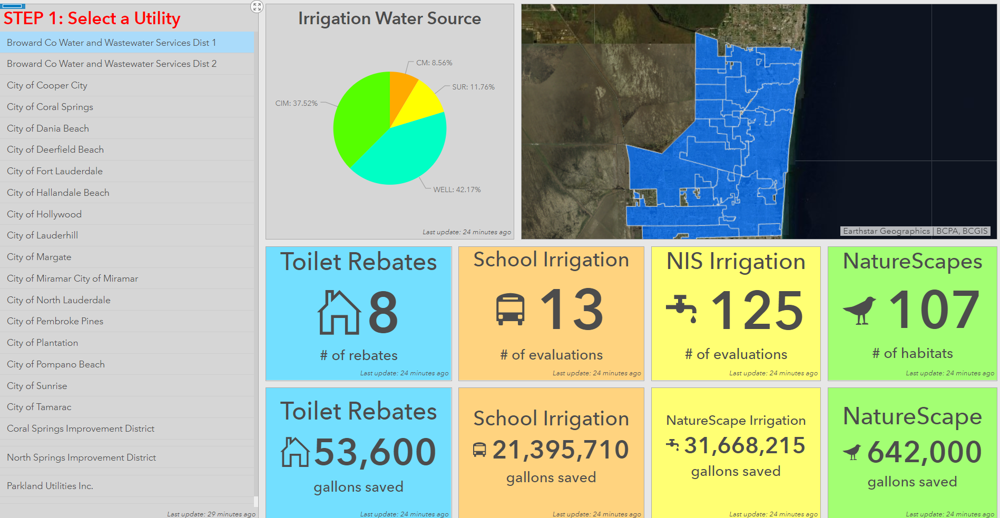 STEP 1: Select a Utility
Broward Co Water and Wastewater Services Dist 1
Broward Co Water and Wastewater Services Dist 2
City of Cooper City
City of Coral Springs
City of Dania Beach
City of Deerfield Beach
City of Fort Lauderdale
City of Hallandale Beach
City of Hollywood
City of Lauderhill
City of Margate
City of Miramar City of Miramar
City of North Lauderdale
City of Pembroke Pines
City of Plantation
City of Pompano Beach
City of Sunrise
City of Tamarac
Coral Springs Improvement District
North Springs Improvement District
Parkland Utilities Inc.
Last update: 29 minutes ago
Irrigation Water Source
CM: 8.56%
SUR: 11.76%
CIM: 37.52%
WELL: 42.17%
Last update: 24 minutes ago
Earthstar Geographics | BCPA, BCGIS
Toilet Rebates
8
# of rebates
Last update: 24 minutes ago
School Irrigation
13
# of evaluations
Last update: 24 minutes ago
NIS Irrigation
125
# of evaluations
Last update: 24 minutes ago
NatureScapes
107
# of habitats
Last update: 24 minutes ago
Toilet Rebates
53,600
gallons saved
Last update: 24 minutes ago
School Irrigation
21,395,710
gallons saved
Last update: 24 minutes ago
NatureScape Irrigation
31,668,215
gallons saved
Last update: 24 minutes ago
NatureScape
642,000
gallons saved
Last update: 24 minutes ago